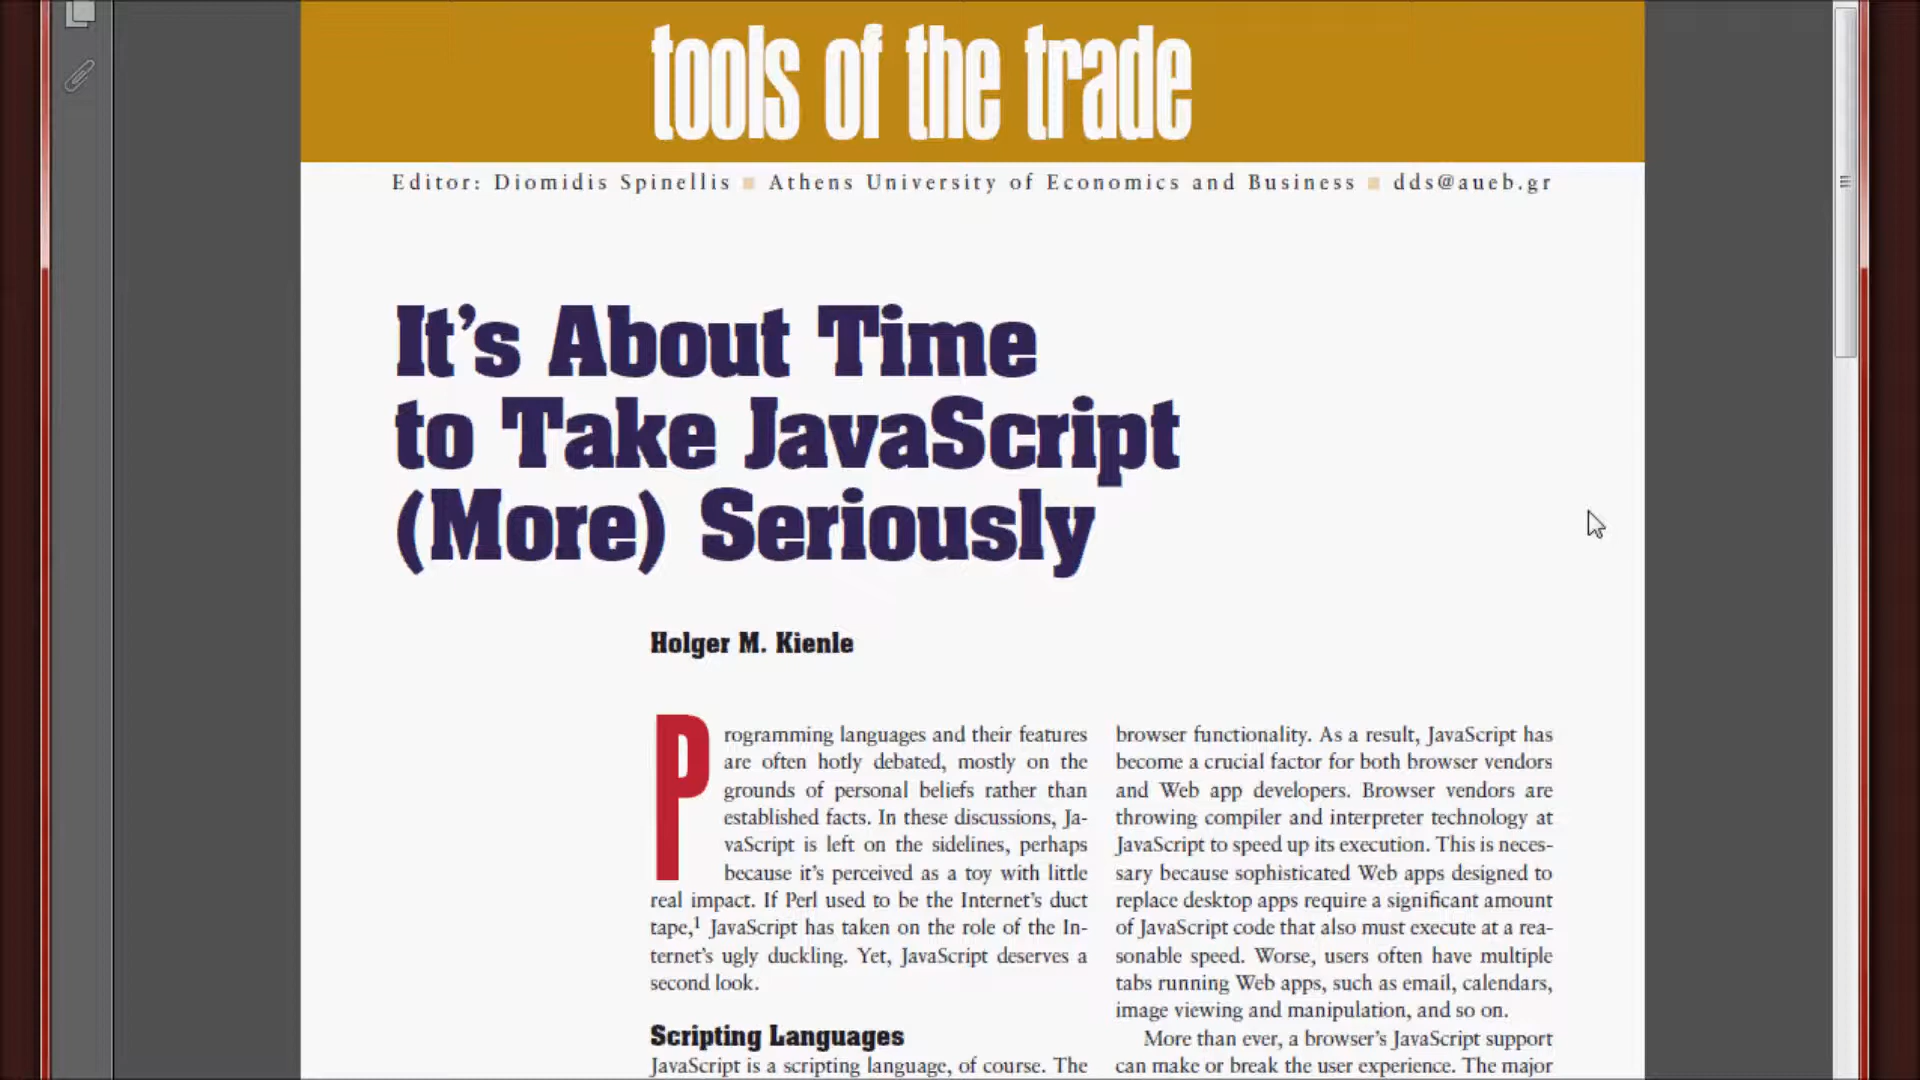 tools of the trade
Editor: Diomidis Spinellis ■ Athens University of Economics and Business ■ dds@aueb.gr
It's About Time
to Take JavaScript
(More) Seriously
Holger M. Kienle
Programming languages and their features
are often hotly debated, mostly on the
grounds of personal beliefs rather than
established facts. In these discussions, Ja-
vaScript is left on the sidelines, perhaps
because it's perceived as a toy with little
real impact. If Perl used to be the Internet's duct
tape,1 JavaScript has taken on the role of the In-
ternet's ugly duckling. Yet, JavaScript deserves a
second look.
Scripting Languages
JavaScript is a scripting language, of course. The
browser functionality. As a result, JavaScript has
become a crucial factor for both browser vendors
and Web app developers. Browser vendors are
throwing compiler and interpreter technology at
JavaScript to speed up its execution. This is neces-
sary because sophisticated Web apps designed to
replace desktop apps require a significant amount
of JavaScript code that also must execute at a rea-
sonable speed. Worse, users often have multiple
tabs running Web apps, such as email, calendars,
image viewing and manipulation, and so on.
More than ever, a browser's JavaScript support
can make or break the user experience. The major